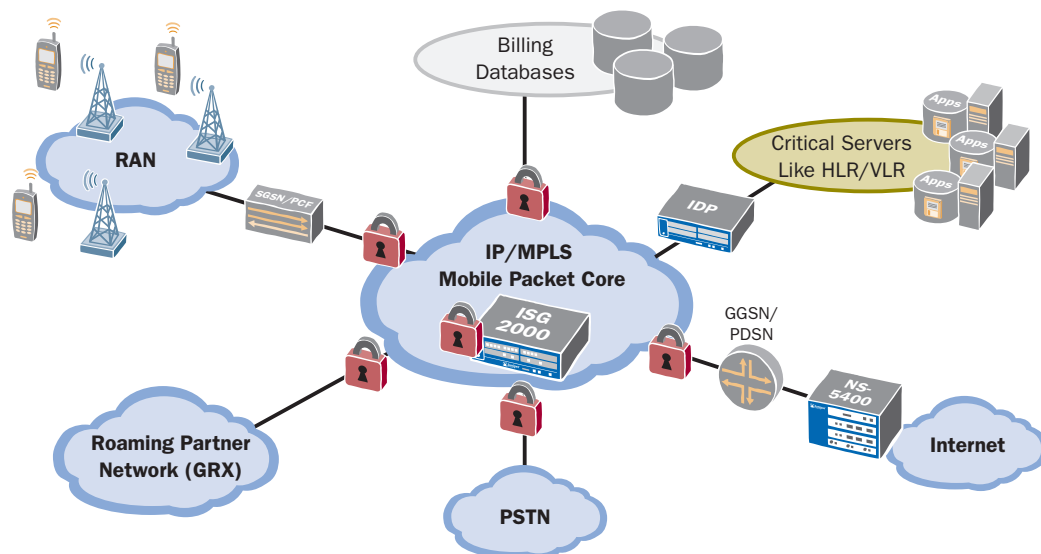 Billing
Databases
RAN
SGSN/PCF
Apps
Apps
Apps
Critical Servers
Like HLR/VLR
IDP
IP/MPLS
Mobile Packet Core
ISG
2000
GGSN/
PDSN
NS-
5400
Roaming Partner
Network (GRX)
PSTN
Internet